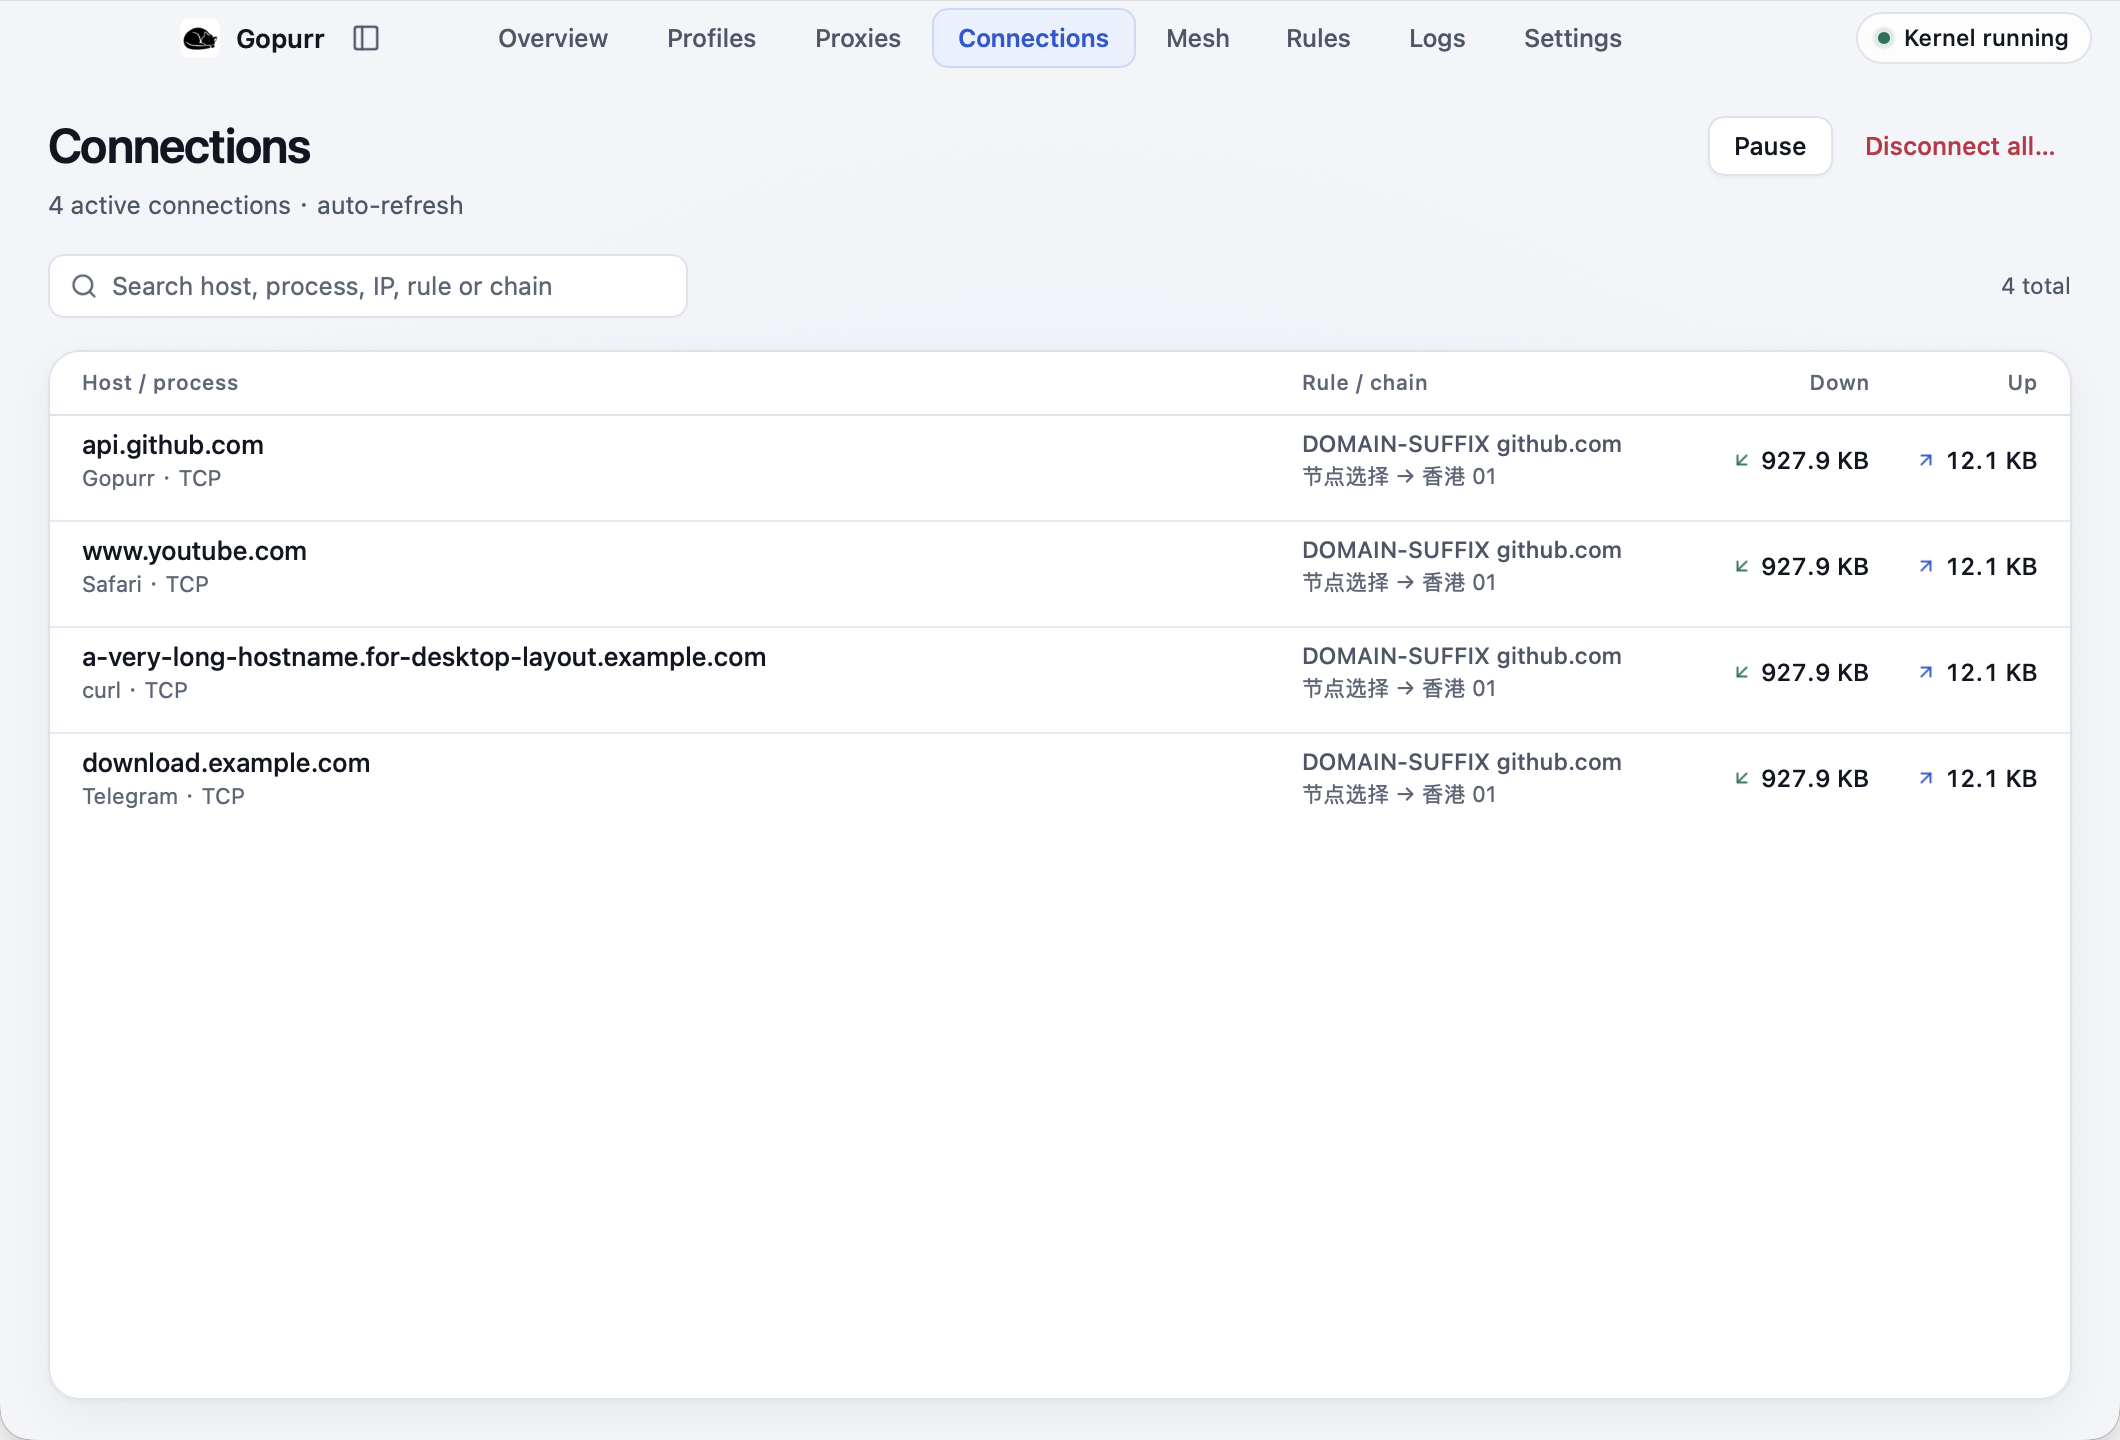 Gopurr
Overview
Profiles
Proxies
Connections
Mesh
Rules
Logs
Settings
Kernel running
Connections
Pause
Disconnect all...
4 active connections · auto-refresh
Search host, process, IP, rule or chain
4 total
Host / process
Rule / chain
Down
Up
api.github.com
Gopurr · TCP
DOMAIN-SUFFIX github.com
节点选择 → 香港 01
↙ 927.9 KB
↗ 12.1 KB
www.youtube.com
Safari · TCP
DOMAIN-SUFFIX github.com
节点选择 → 香港 01
↙ 927.9 KB
↗ 12.1 KB
a-very-long-hostname.for-desktop-layout.example.com
curl · TCP
DOMAIN-SUFFIX github.com
节点选择 → 香港 01
↙ 927.9 KB
↗ 12.1 KB
download.example.com
Telegram · TCP
DOMAIN-SUFFIX github.com
节点选择 → 香港 01
↙ 927.9 KB
↗ 12.1 KB